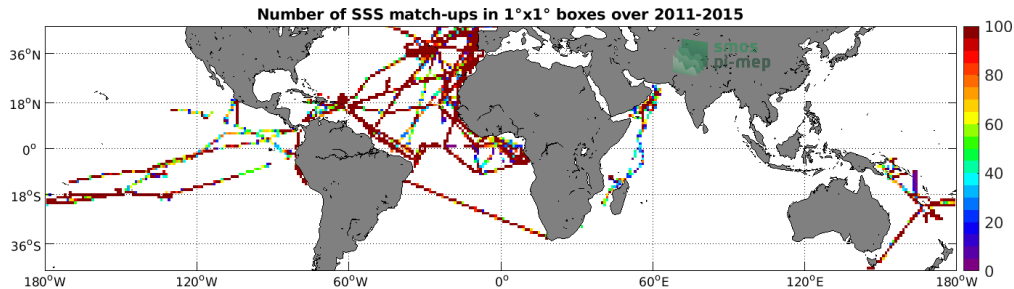 Number of SSS match-ups in 1°x1° boxes over 2011-2015
smos
pi-mep
36°N
18°N
0°
18°S
36°S
180°W 120°W 60°W 0° 60°E 120°E 180°W
100
80
60
40
20
0